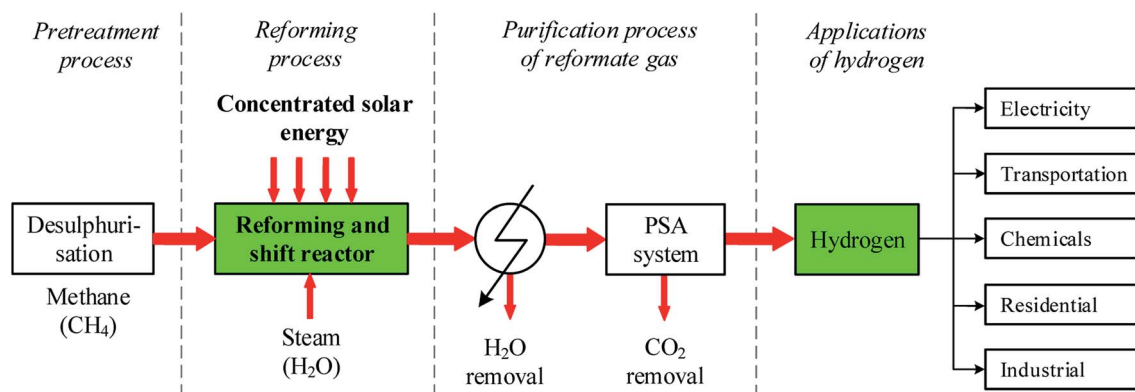 Pretreatment
process
Reforming
process
Purification process
of reformate gas
Applications
of hydrogen
Concentrated solar
energy
Desulphuri-
sation
Methane
(CH₄)
Reforming and
shift reactor
Steam
(H₂O)
H₂O
removal
PSA
system
CO₂
removal
Hydrogen
Electricity
Transportation
Chemicals
Residential
Industrial